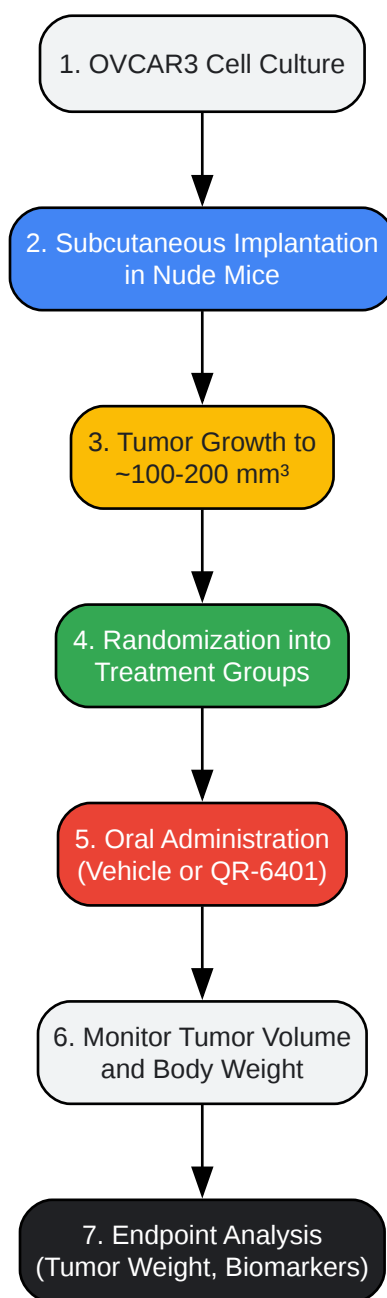 1. OVCAR3 Cell Culture
2. Subcutaneous Implantation
in Nude Mice
3. Tumor Growth to
~100-200 mm³
4. Randomization into
Treatment Groups
5. Oral Administration
(Vehicle or QR-6401)
6. Monitor Tumor Volume
and Body Weight
7. Endpoint Analysis
(Tumor Weight, Biomarkers)